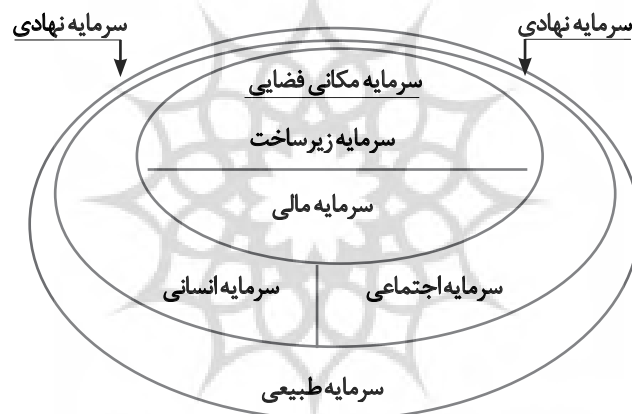 سرمایه نهادی
سرمایه نهادی
سرمایه مکانی فضایی
سرمایه زیرساخت
سرمایه مالی
سرمایه اجتماعی
سرمایه انسانی
سرمایه طبیعی